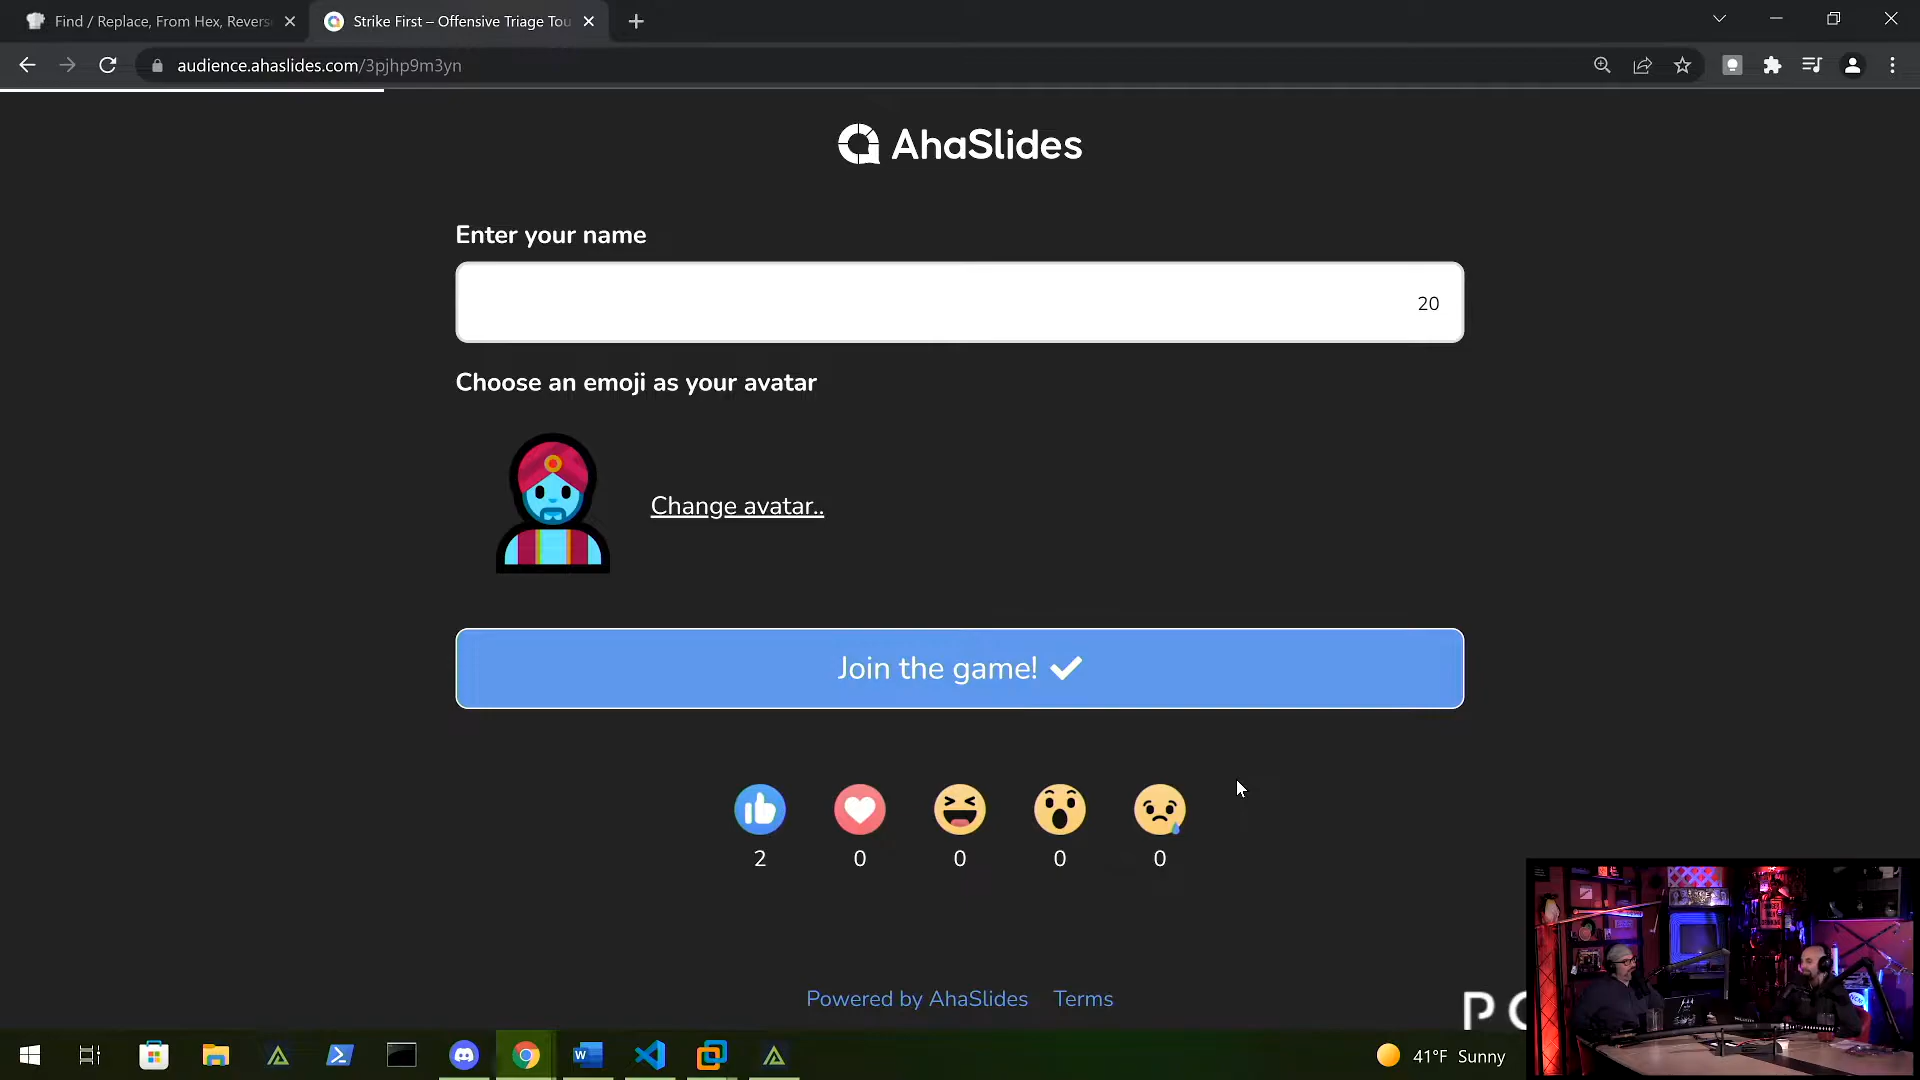 Find / Replace, From Hex, Revers
Strike First – Offensive Triage Tou
audience.ahaslides.com/3pjhp9m3yn
AhaSlides
Enter your name
20
Choose an emoji as your avatar
Change avatar..
Join the game!
2 0 0 0 0
Powered by AhaSlides Terms
41°F Sunny